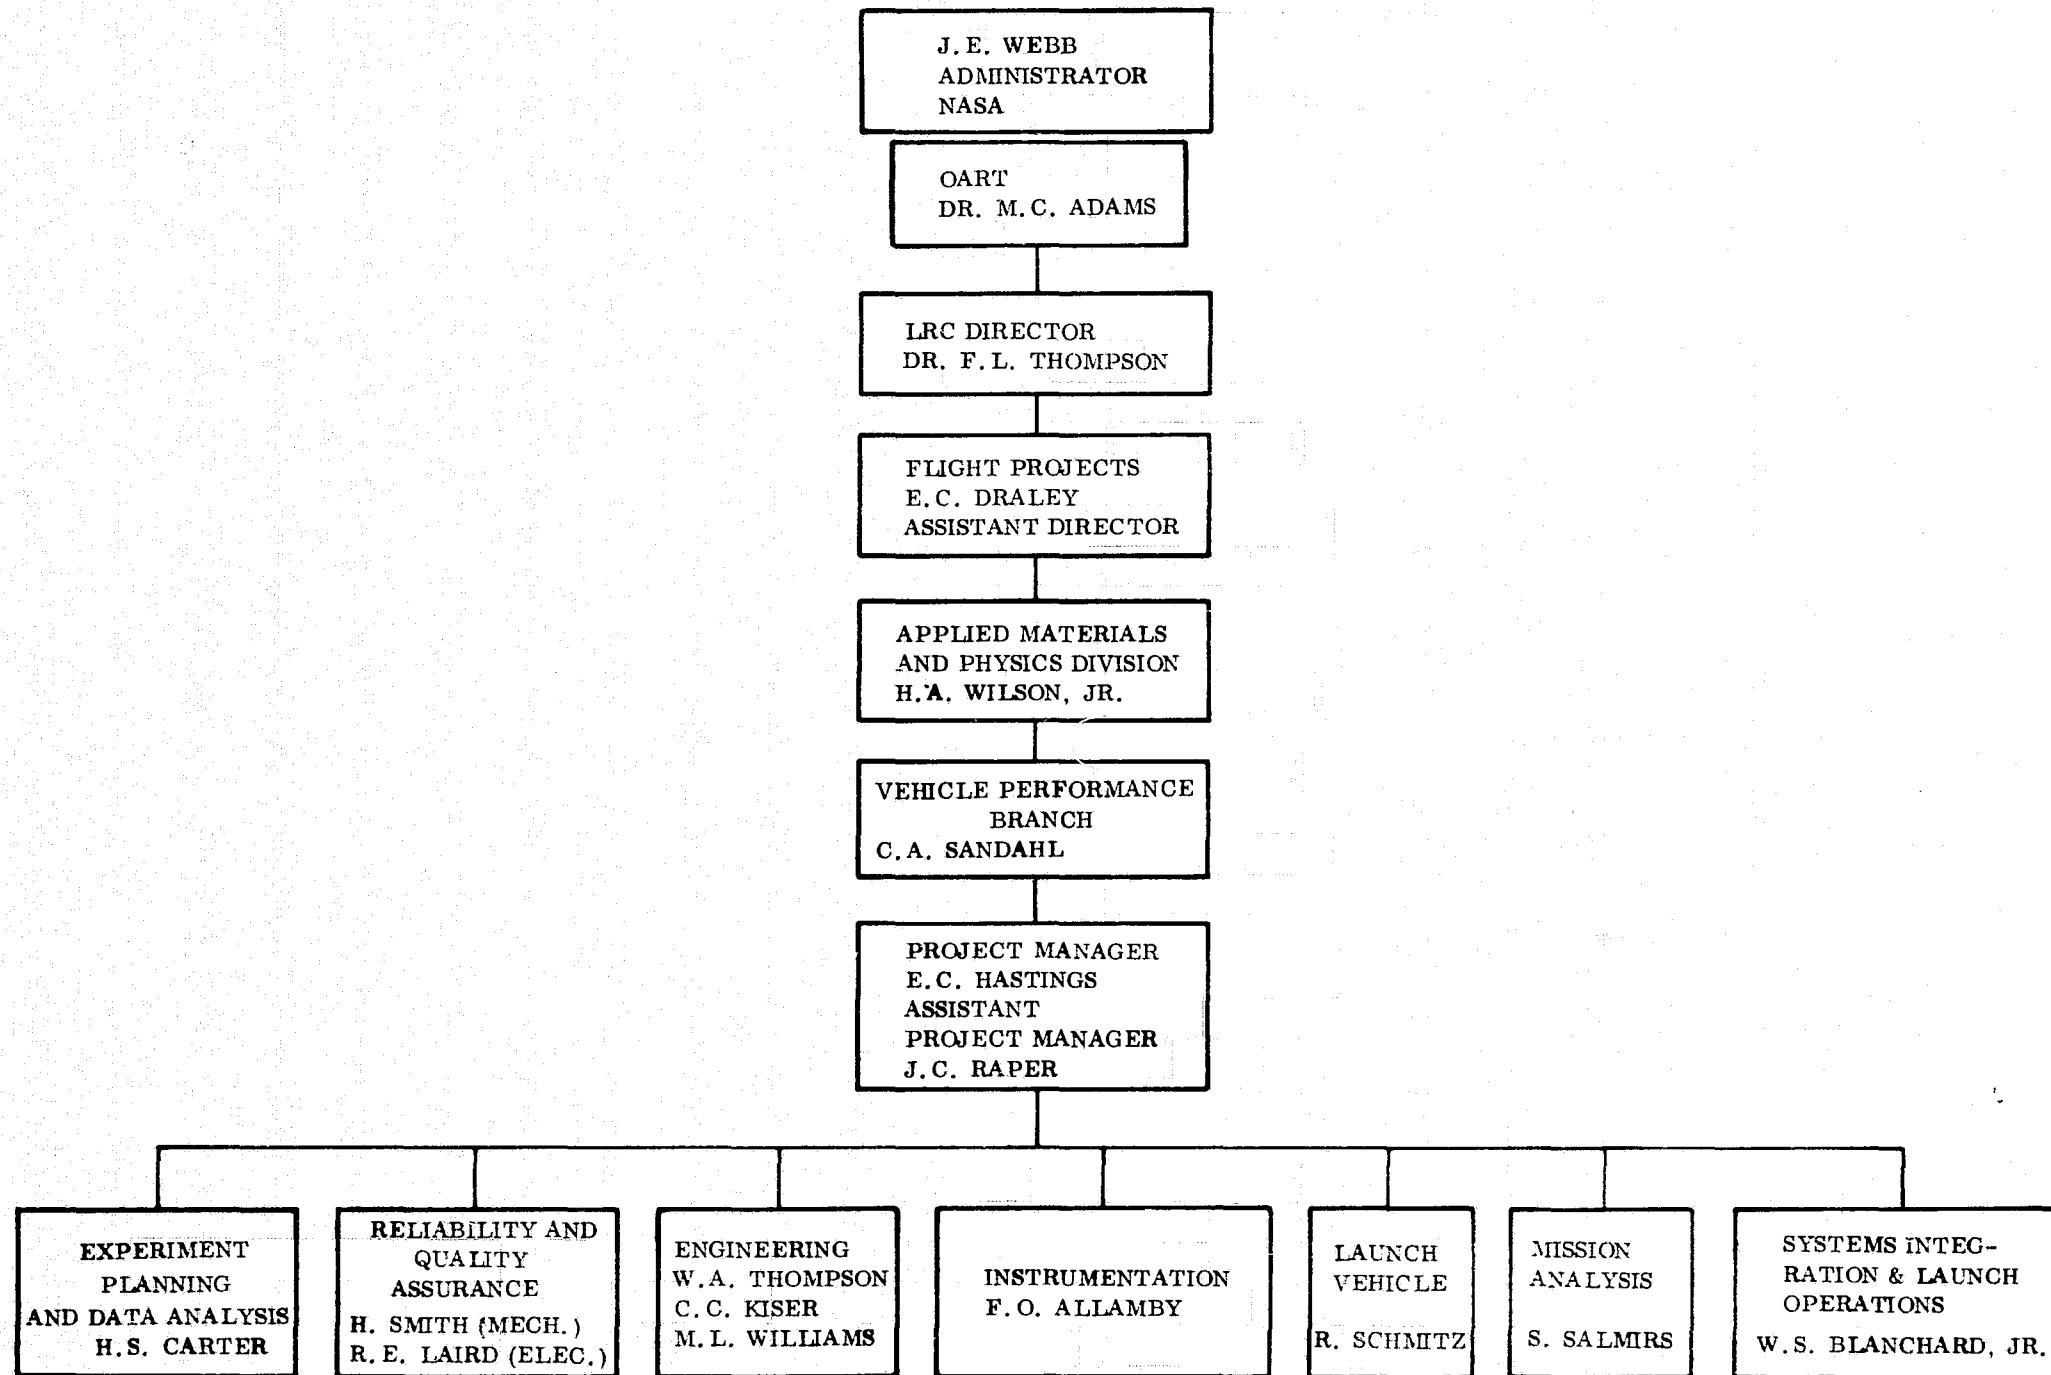 J.E. WEBB
ADMINISTRATOR
NASA
OART
DR. M.C. ADAMS
LRC DIRECTOR
DR. F.L. THOMPSON
FLIGHT PROJECTS
E.C. DRALEY
ASSISTANT DIRECTOR
APPLIED MATERIALS
AND PHYSICS DIVISION
H.A. WILSON, JR.
VEHICLE PERFORMANCE
BRANCH
C.A. SANDAHL
PROJECT MANAGER
E.C. HASTINGS
ASSISTANT
PROJECT MANAGER
J.C. RAPER
EXPERIMENT
PLANNING
AND DATA ANALYSIS
H.S. CARTER
RELIABILITY AND
QUALITY
ASSURANCE
H. SMITH (MECH.)
R.E. LAIRD (ELEC.)
ENGINEERING
W.A. THOMPSON
C.C. KISER
M.L. WILLIAMS
INSTRUMENTATION
F.O. ALLAMBY
LAUNCH
VEHICLE
R. SCHMITZ
MISSION
ANALYSIS
S. SALMIRS
SYSTEMS INTEG-
RATION & LAUNCH
OPERATIONS
W.S. BLANCHARD, JR.